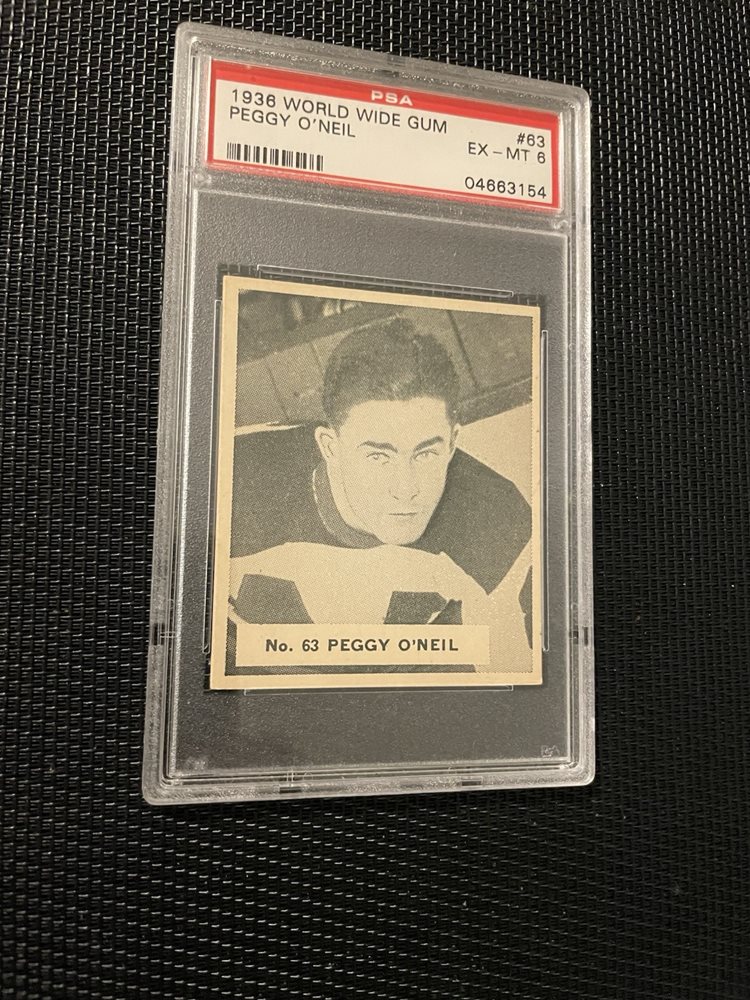 PSA
1936 WORLD WIDE GUM #63
PEGGY O'NEIL EX - MT 6
04663154
No. 63 PEGGY O'NEIL